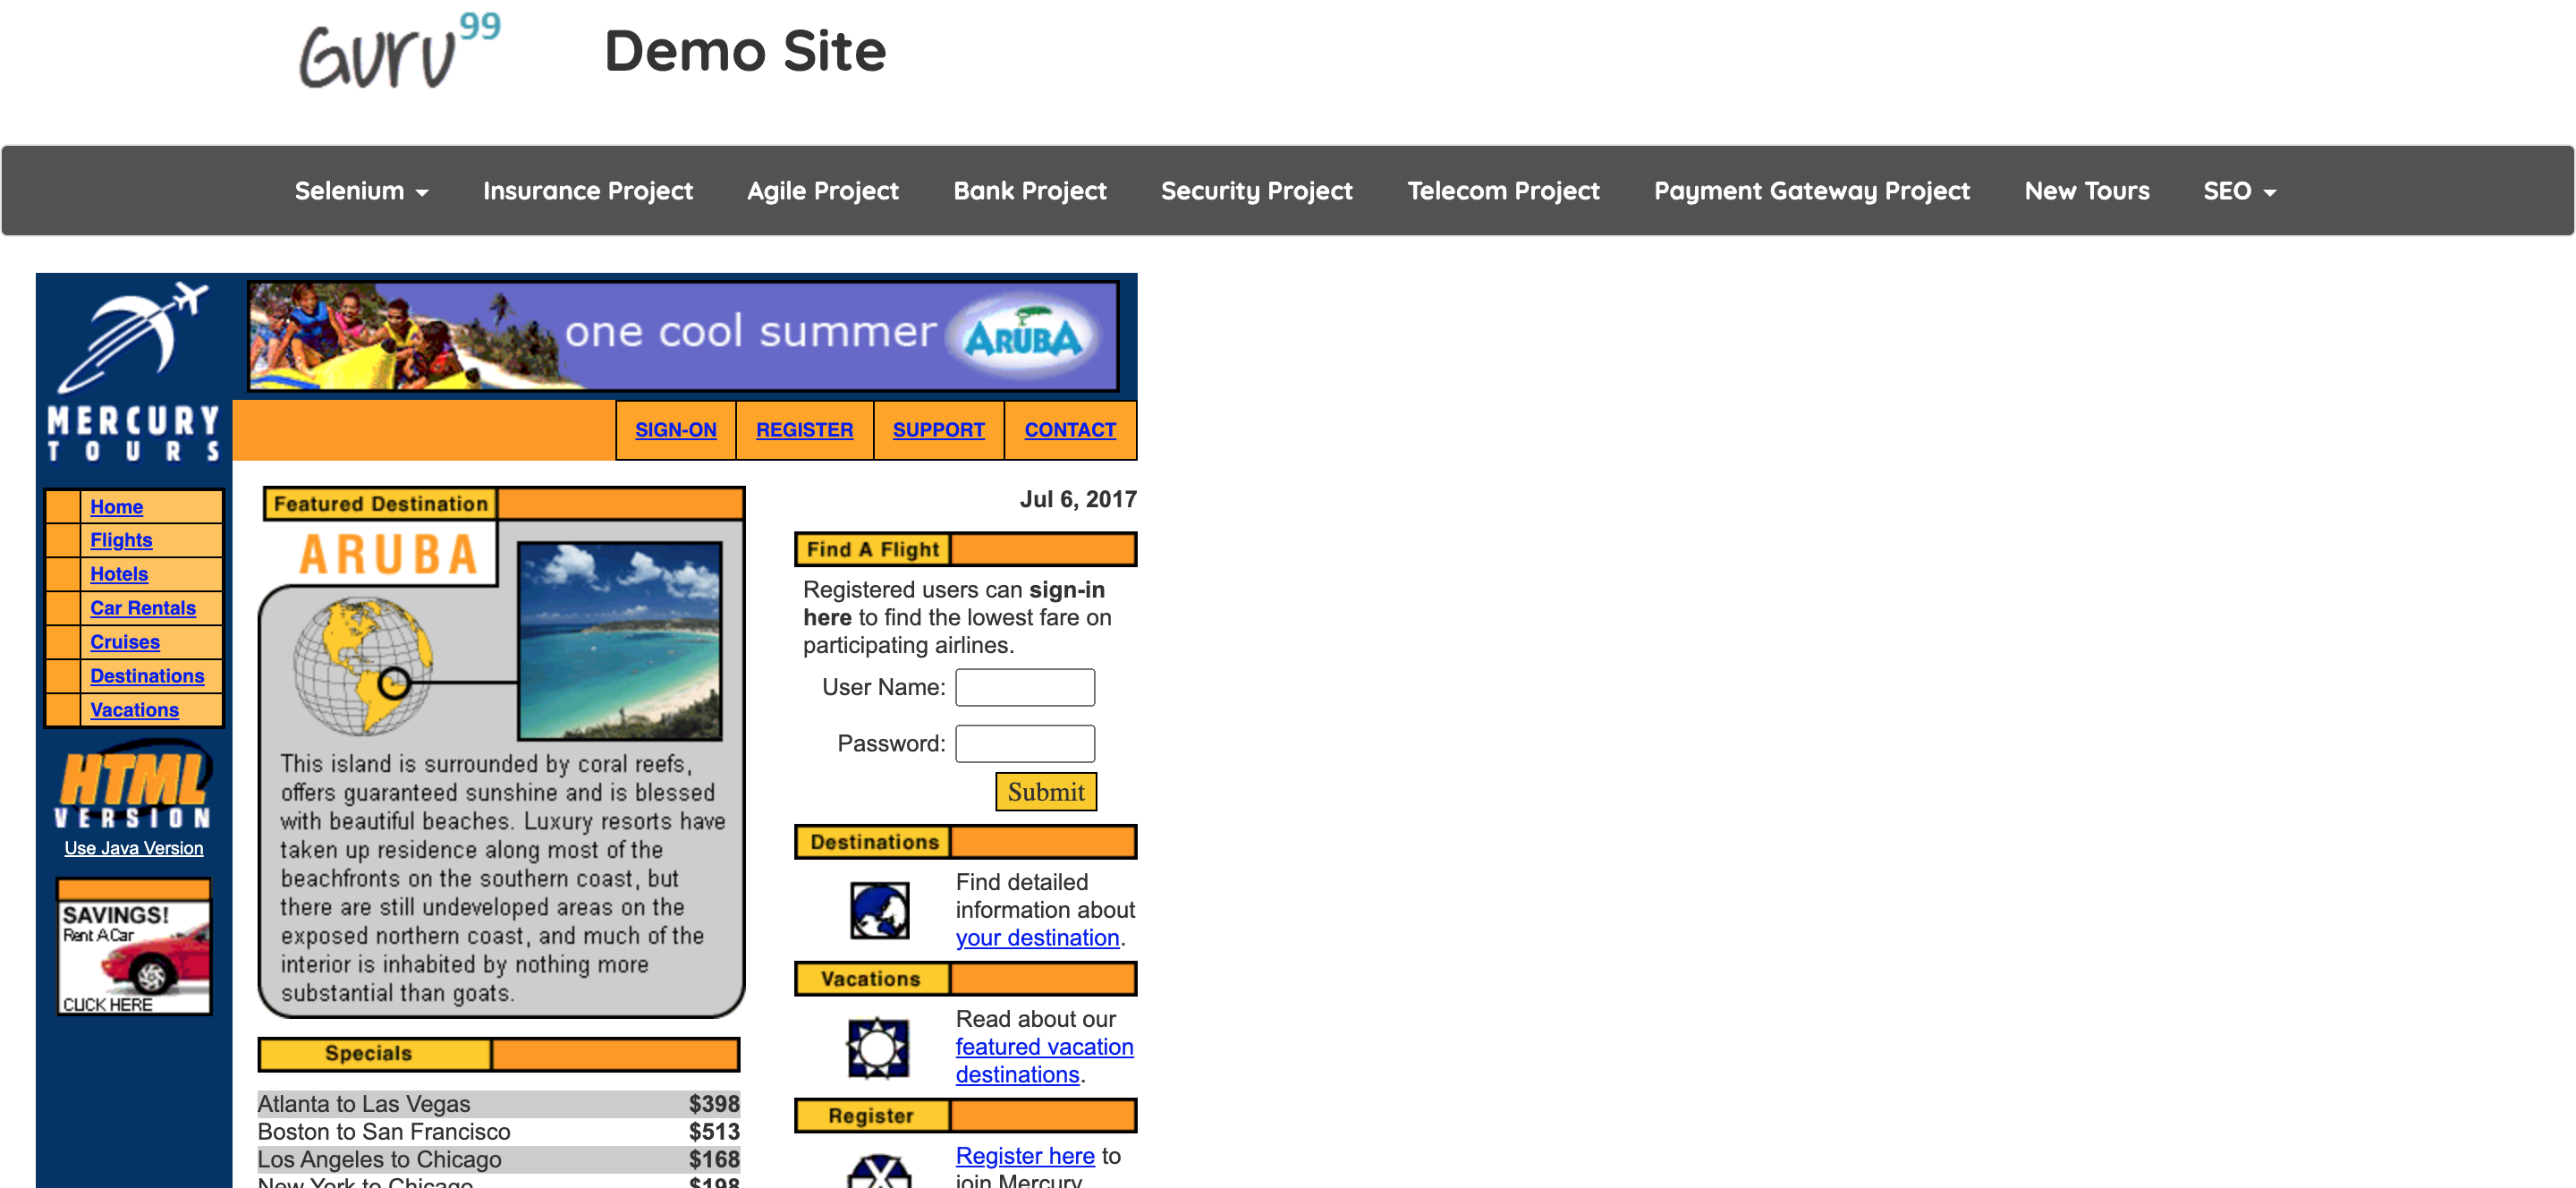 Guru99
Demo Site
Selenium Insurance Project Agile Project Bank Project Security Project Telecom Project Payment Gateway Project New Tours SEO
one cool summer ARUBA
MERCURY
TOURS
SIGN-ON REGISTER SUPPORT CONTACT
Home
Flights
Hotels
Car Rentals
Cruises
Destinations
Vacations
HTML
VERSION
Use Java Version
SAVINGS!
Rent A Car
CLICK HERE
Featured Destination
ARUBA
This island is surrounded by coral reefs,
offers guaranteed sunshine and is blessed
with beautiful beaches. Luxury resorts have
taken up residence along most of the
beachfronts on the southern coast, but
there are still undeveloped areas on the
exposed northern coast, and much of the
interior is inhabited by nothing more
substantial than goats.
Specials
Atlanta to Las Vegas $398
Boston to San Francisco $513
Los Angeles to Chicago $168
New York to Chicago $198
Jul 6, 2017
Find A Flight
Registered users can sign-in
here to find the lowest fare on
participating airlines.
User Name:
Password:
Submit
Destinations
Find detailed
information about
your destination.
Vacations
Read about our
featured vacation
destinations.
Register
Register here to
join Mercury